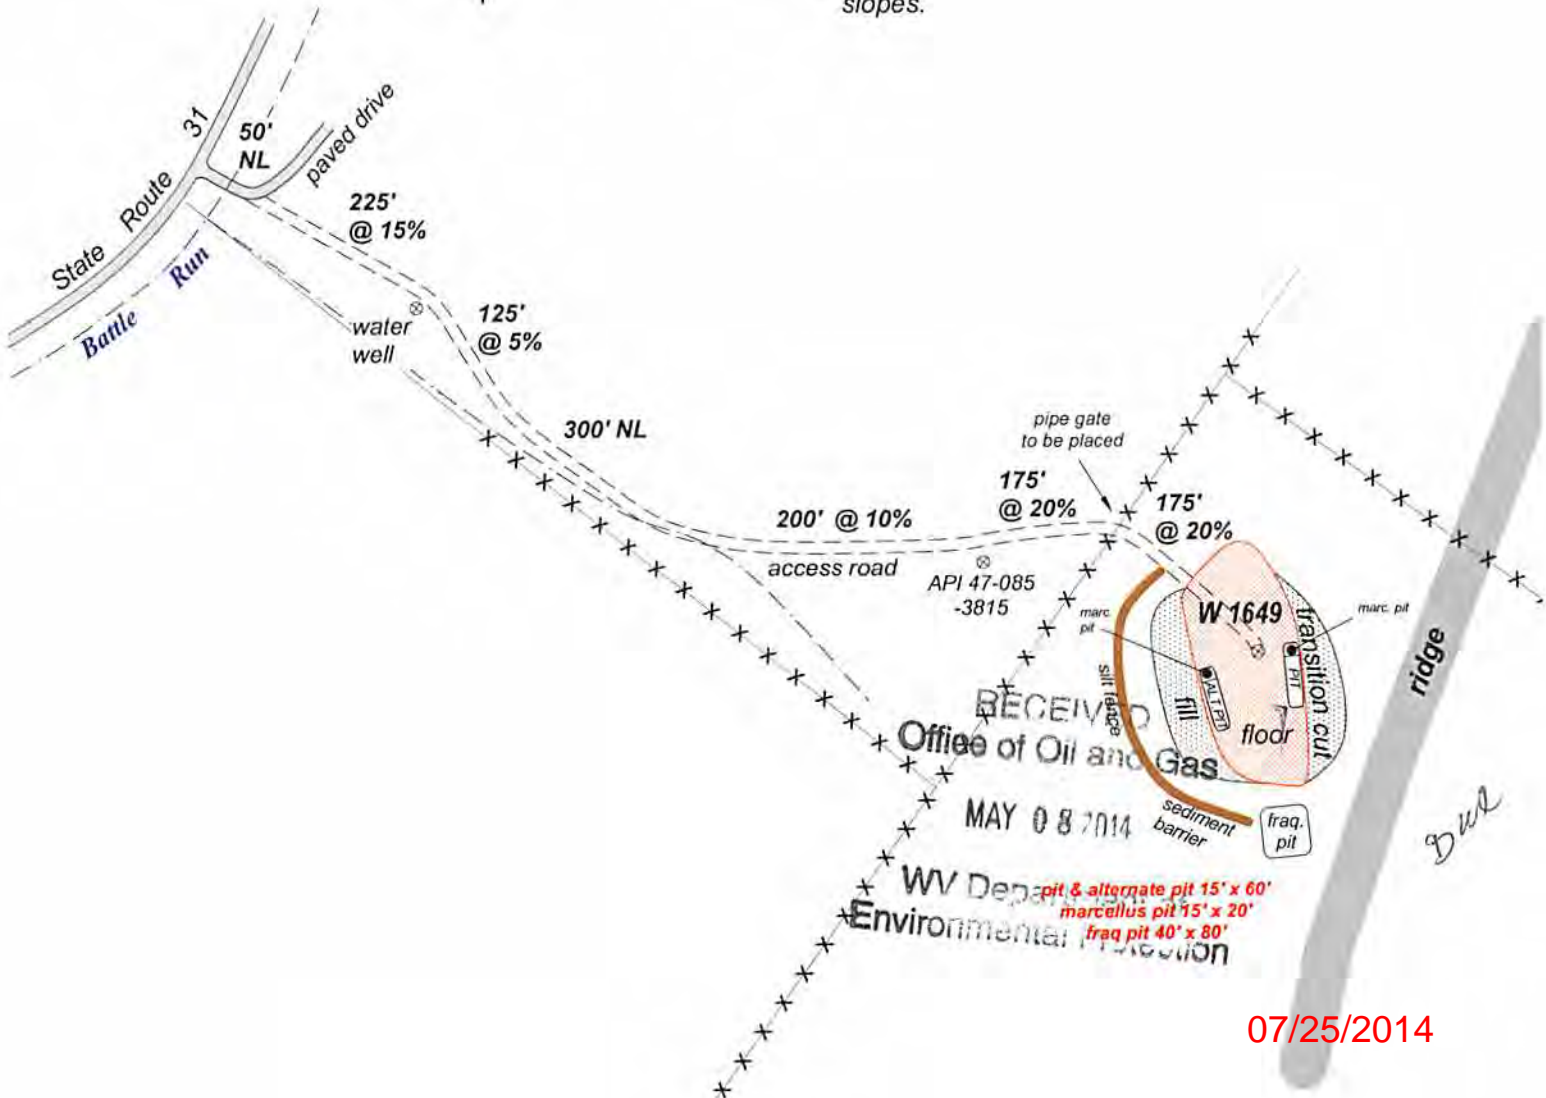 slopes.
State Route 31
50'
NL
paved drive
Battle Run
225'
@ 15%
water
well
125'
@ 5%
300' NL
200' @ 10%
access road
175'
@ 20%
pipe gate
to be placed
175'
@ 20%
API 47-085
-3815
marc.
pit
marc. pit
W 1649
transition cut
PIT
ALT.PIT
fill
floor
silt fence
sediment
barrier
fraq.
pit
ridge
RECEIVED
Office of Oil and Gas
MAY 08 2014
WV Department of
Environmental Protection
pit & alternate pit 15' x 60'
marcellus pit 15' x 20'
fraq pit 40' x 80'
07/25/2014